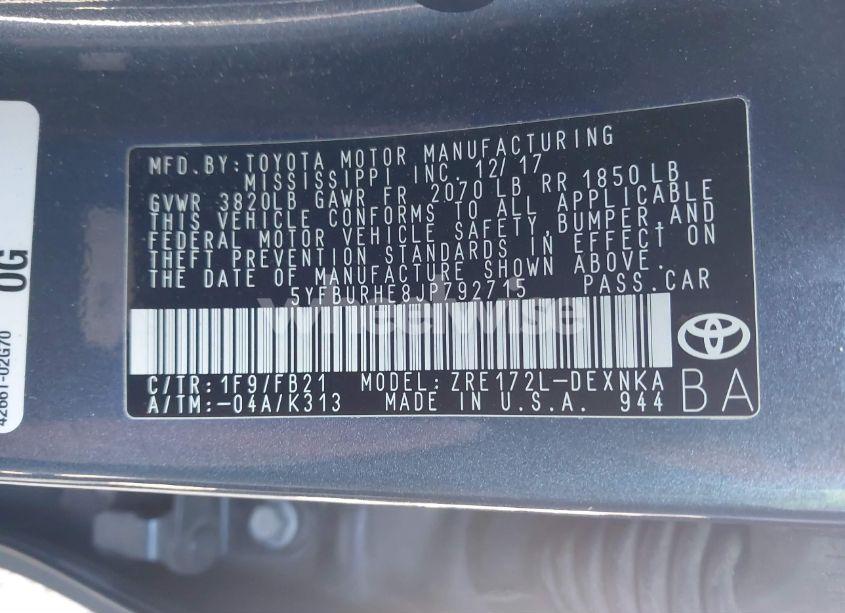 MFD.BY:TOYOTA MOTOR MANUFACTURING
MISSISSIPPI INC. 12/17
GVWR 3820LB GAWR FR 2070 LB RR 1850 LB
THIS VEHICLE CONFORMS TO ALL APPLICABLE
FEDERAL MOTOR VEHICLE SAFETY,BUMPER,AND
THEFT PREVENTION STANDARDS IN EFFECT ON
THE DATE OF MANUFACTURE SHOWN ABOVE.
5YFBURHE8JP792715 PASS.CAR
wheelwise
C/TR:1F9/FB21 MODEL:ZRE172L-DEXNKA
A/TM:-04A/K313 MADE IN U.S.A. 944
BA
0G
42661-02G70